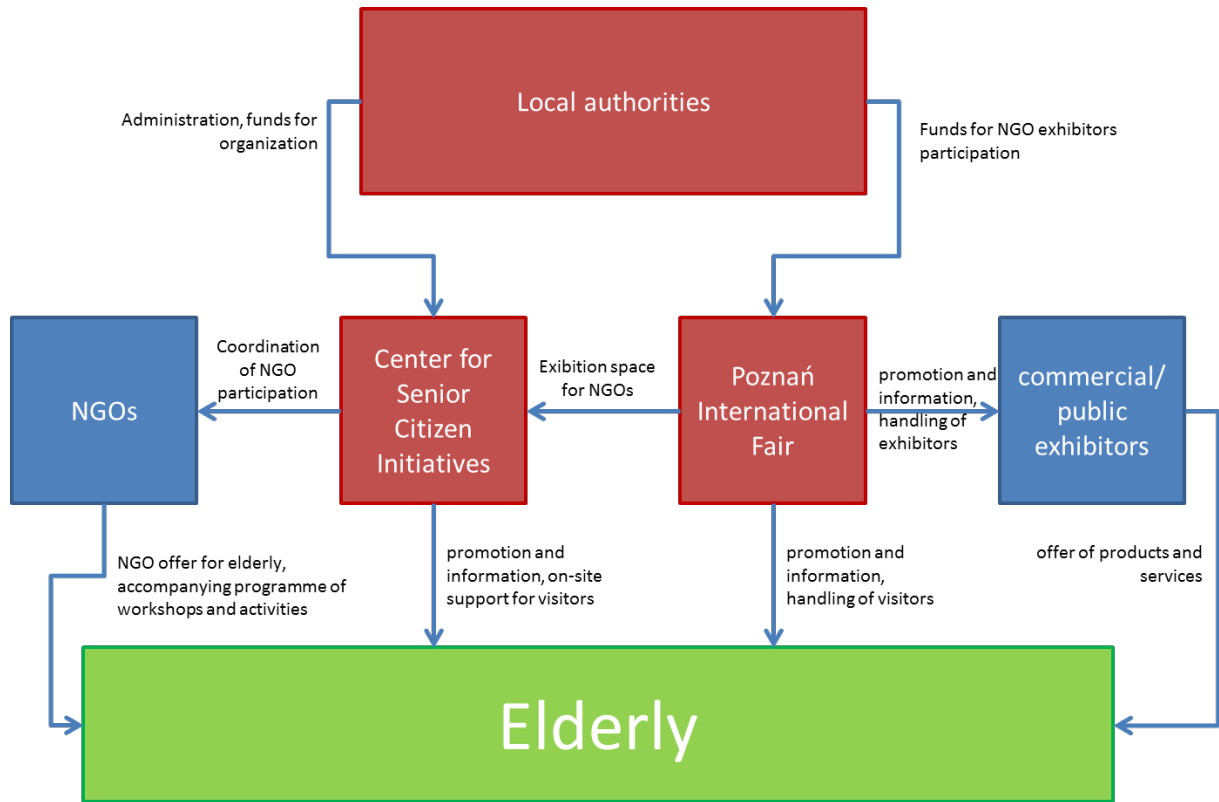 Local authorities
Administration, funds for
organization
Funds for NGO exhibitors
participation
NGOs
Coordination
of NGO
participation
Center for
Senior
Citizen
Initiatives
Exibition space
for NGOs
Poznań
International
Fair
promotion and
information,
handling of
exhibitors
commercial/
public
exhibitors
NGO offer for elderly,
accompanying programme of
workshops and activities
promotion and
information, on-site
support for visitors
promotion and
information,
handling of visitors
offer of products and
services
Elderly